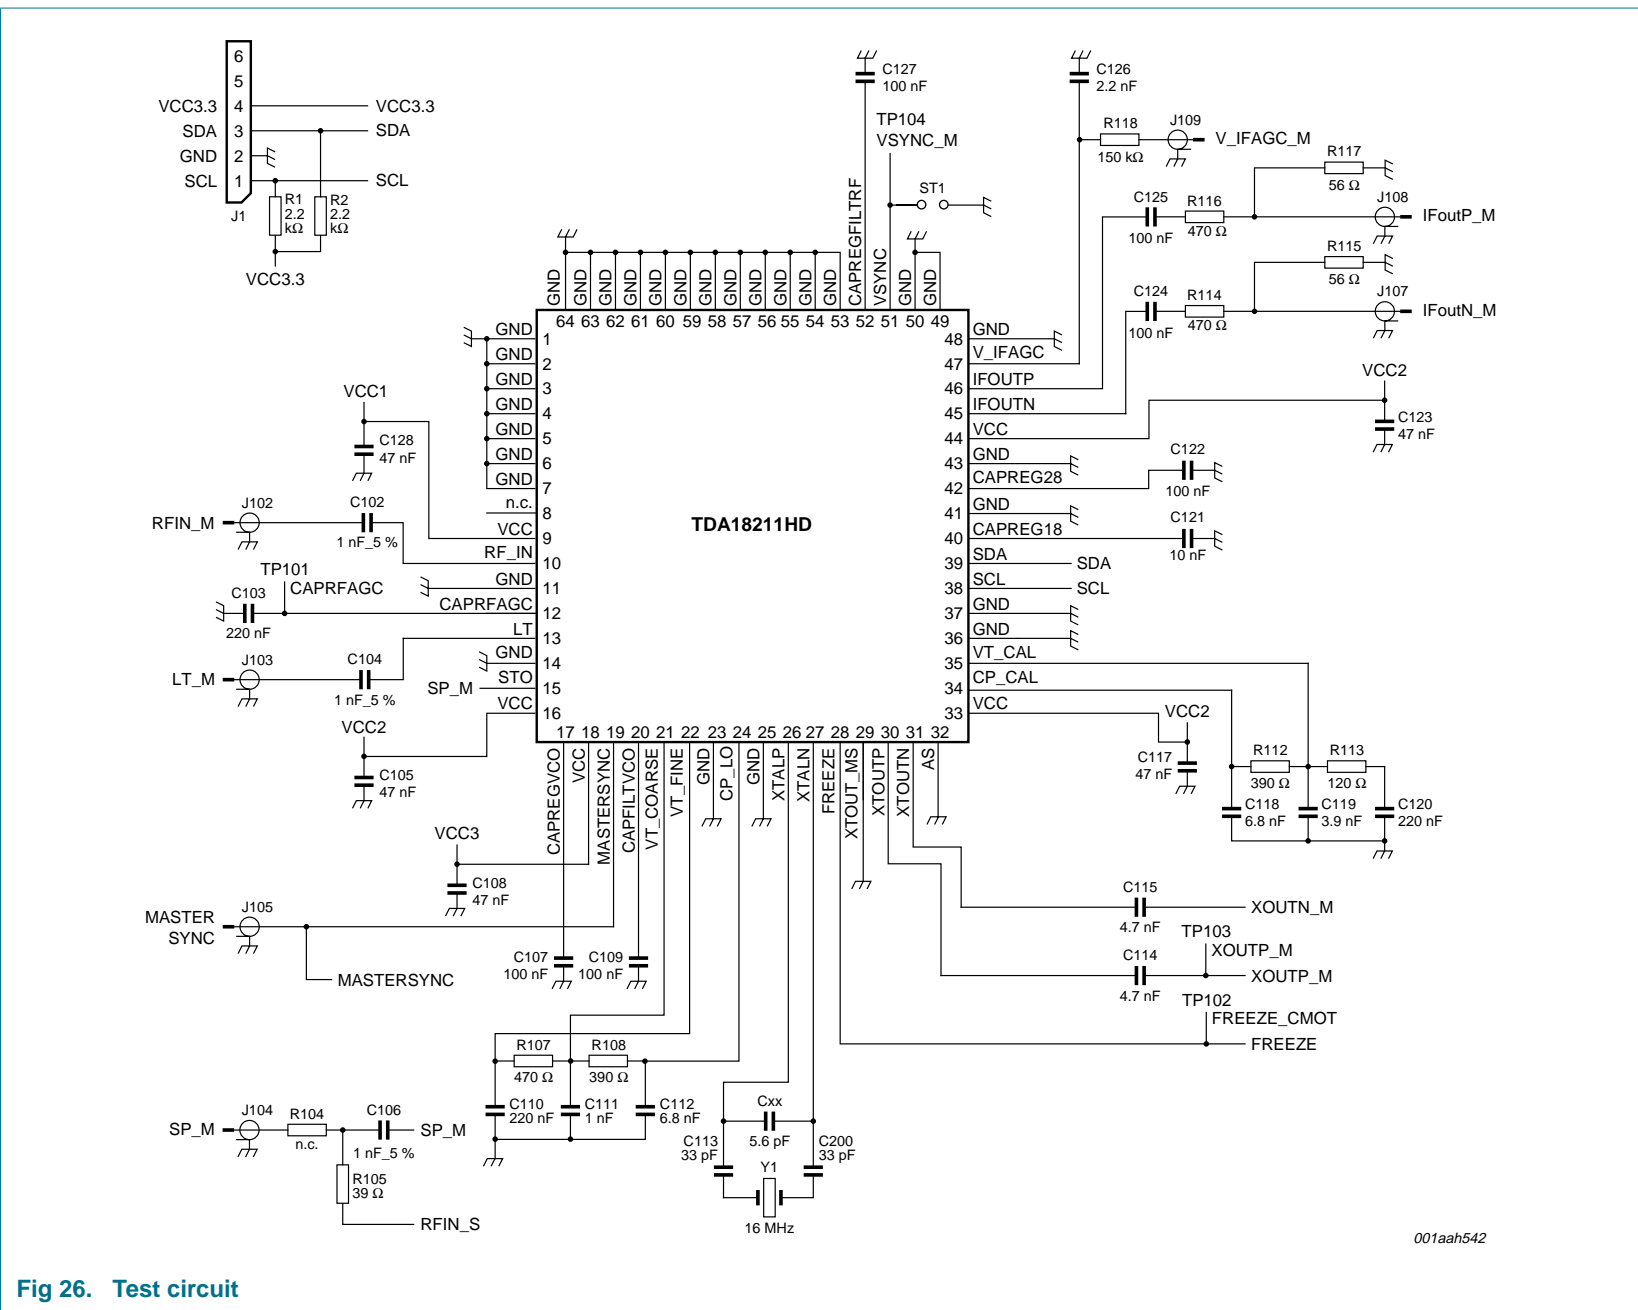 6
5
VCC3.3 4 VCC3.3
SDA 3 SDA
GND 2
SCL 1 SCL
J1
R1 2.2 kΩ
R2 2.2 kΩ
VCC3.3
C127
100 nF
C126
2.2 nF
TP104
VSYNC_M
ST1
R118
150 kΩ
J109
V_IFAGC_M
R117
56 Ω
C125
100 nF
R116
470 Ω
J108
IFoutP_M
R115
56 Ω
C124
100 nF
R114
470 Ω
J107
IFoutN_M
GND GND GND GND GND GND GND GND GND GND GND GND CAPREGFILTRF VSYNC GND GND
64 63 62 61 60 59 58 57 56 55 54 53 52 51 50 49
GND 1
GND 2
GND 3
GND 4
GND 5
GND 6
GND 7
n.c. 8
VCC 9
RF_IN 10
GND 11
CAPRFAGC 12
LT 13
GND 14
STO 15
VCC 16
TDA18211HD
48 GND
47 V_IFAGC
46 IFOUTP
45 IFOUTN
44 VCC
43 GND
42 CAPREG28
41 GND
40 CAPREG18
39 SDA SDA
38 SCL SCL
37 GND
36 GND
35 VT_CAL
34 CP_CAL
33 VCC
17 18 19 20 21 22 23 24 25 26 27 28 29 30 31 32
CAPREGVCO VCC MASTERSYNC CAPFILTVCO VT_COARSE VT_FINE GND CP_LO GND XTALP XTALN FREEZE XTOUT_MS XTOUTP XTOUTN AS
VCC1
C128
47 nF
RFIN_M
J102
C102
1 nF_5 %
TP101
CAPRFAGC
C103
220 nF
LT_M
J103
C104
1 nF_5 %
SP_M
VCC2
C105
47 nF
VCC2
C123
47 nF
C122
100 nF
C121
10 nF
VCC2
C117
47 nF
R112
390 Ω
R113
120 Ω
C118
6.8 nF
C119
3.9 nF
C120
220 nF
VCC3
C108
47 nF
MASTER
SYNC
J105
MASTERSYNC
C107
100 nF
C109
100 nF
C115
4.7 nF
XOUTN_M
TP103
XOUTP_M
C114
4.7 nF
XOUTP_M
TP102
FREEZE_CMOT
FREEZE
R107
470 Ω
R108
390 Ω
C110
220 nF
C111
1 nF
C112
6.8 nF
Cxx
5.6 pF
C113
33 pF
C200
33 pF
Y1
16 MHz
SP_M
J104
R104
n.c.
C106
1 nF_5 %
SP_M
R105
39 Ω
RFIN_S
001aah542
Fig 26. Test circuit